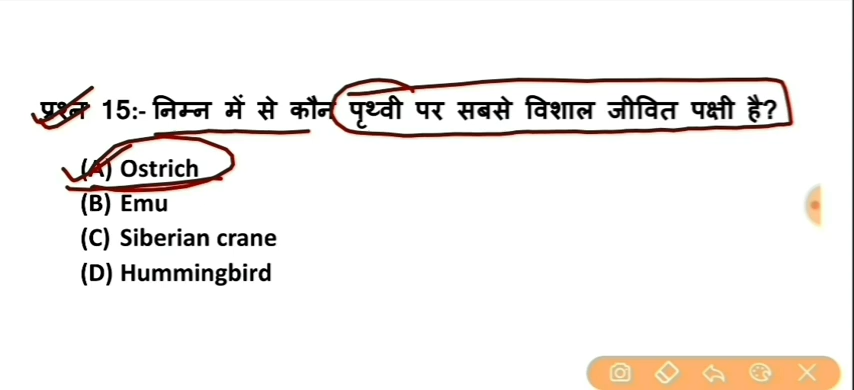 प्रश्न 15:- निम्न में से कौन पृथ्वी पर सबसे विशाल जीवित पक्षी है?
(A) Ostrich
(B) Emu
(C) Siberian crane
(D) Hummingbird